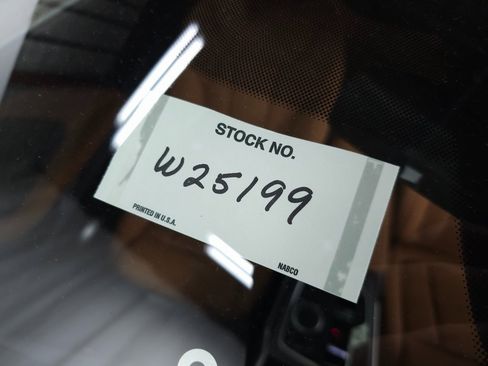 STOCK NO.
W25199
PRINTED IN U.S.A.
NABCO